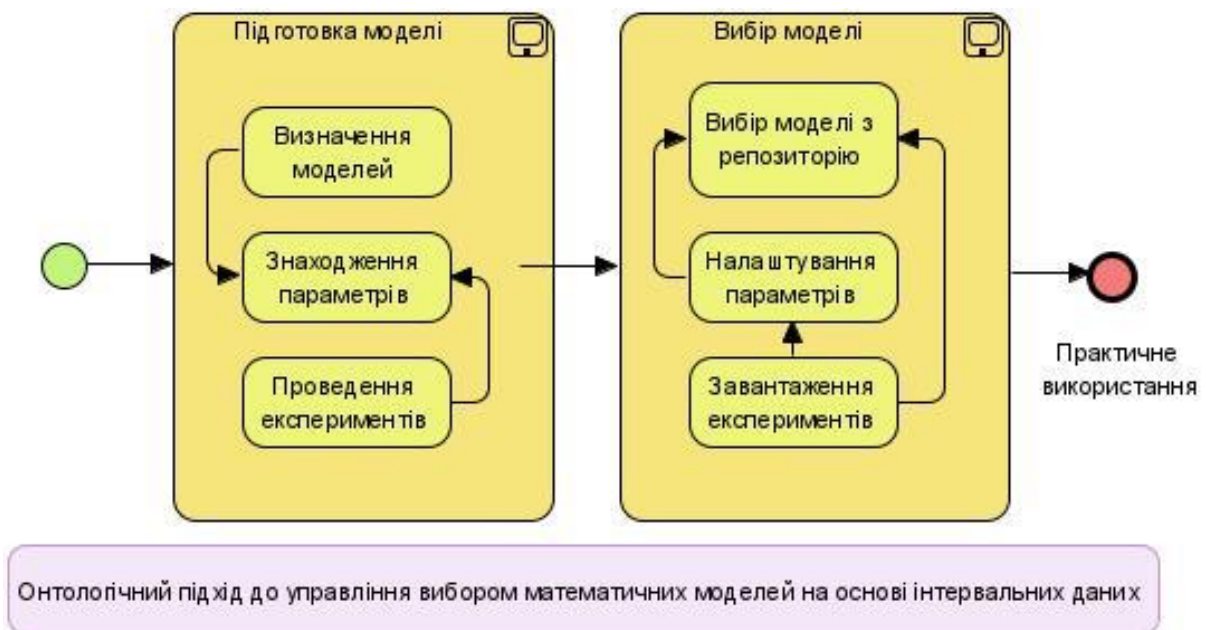 Підготовка моделі
Визначення
моделей
Знаходження
параметрів
Проведення
експериментів
Вибір моделі
Вибір моделі з
репозиторію
Налаштування
параметрів
Завантаження
експериментів
Практичне
використання
Онтологічний підхід до управління вибором математичних моделей на основі інтервальних даних